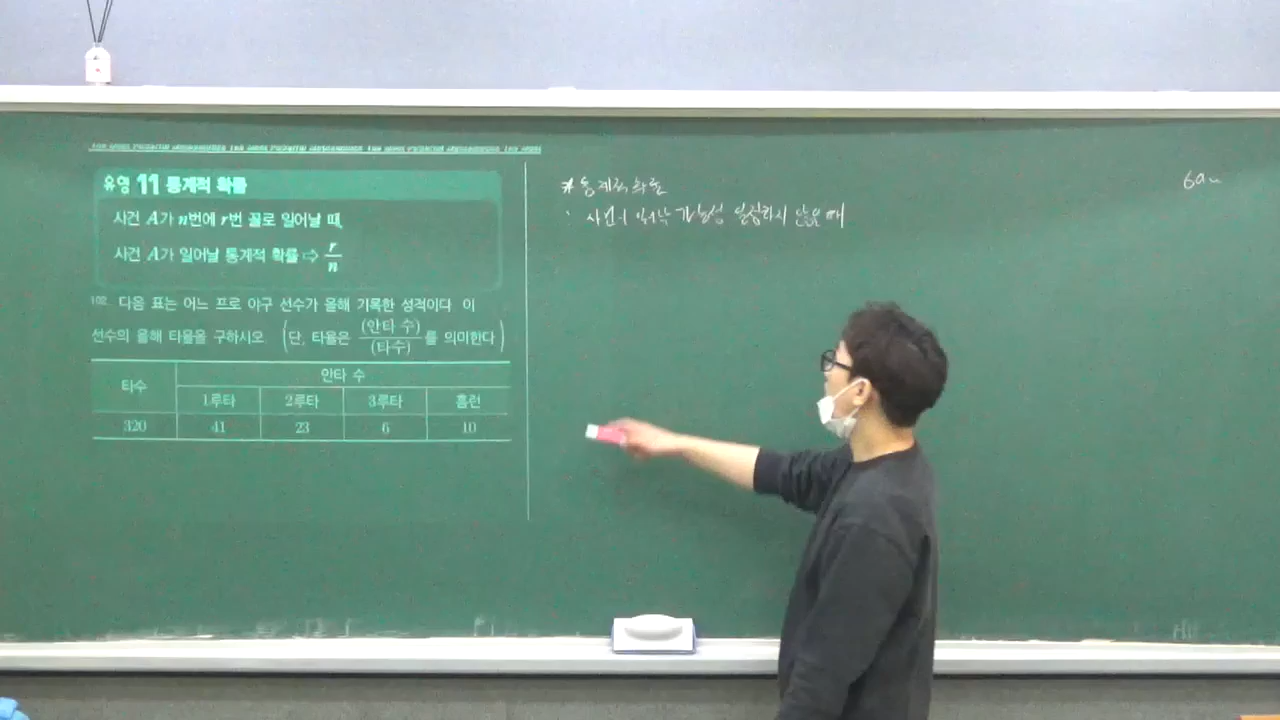 유형 11 통계적 확률
사건 A가 n번에 r번 꼴로 일어날 때,
사건 A가 일어날 통계적 확률 ⇨ r/n
102. 다음 표는 어느 프로 야구 선수가 올해 기록한 성적이다. 이
선수의 올해 타율을 구하시오. (단, 타율은 (안타 수)/(타수) 를 의미한다.)
타수 안타 수
1루타 2루타 3루타 홈런
320 41 23 6 10
* 통계적 확률
: 사건이 일어날 가능성 일정하지 않을 때